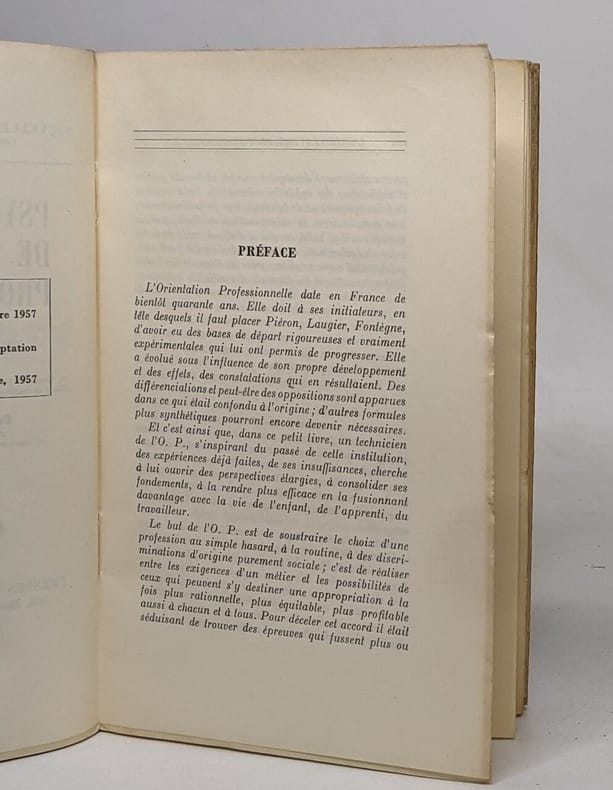 re 1957
ptation
, 1957
PRÉFACE
L'Orientation Professionnelle date en France de
bientôt quarante ans. Elle doit à ses initiateurs, en
tête desquels il faut placer Piéron, Laugier, Fontègne,
d'avoir eu des bases de départ rigoureuses et vraiment
expérimentales qui lui ont permis de progresser. Elle
a évolué sous l'influence de son propre développement
et des effets, des constatations qui en résultaient. Des
différenciations et peut-être des oppositions sont apparues
dans ce qui était confondu à l'origine ; d'autres formules
plus synthétiques pourront encore devenir nécessaires.
Et c'est ainsi que, dans ce petit livre, un technicien
de l'O. P., s'inspirant du passé de cette institution,
des expériences déjà faites, de ses insuffisances, cherche
à lui ouvrir des perspectives élargies, à consolider ses
fondements, à la rendre plus efficace en la fusionnant
davantage avec la vie de l'enfant, de l'apprenti, du
travailleur.
Le but de l'O. P. est de soustraire le choix d'une
profession au simple hasard, à la routine, à des discri-
minations d'origine purement sociale ; c'est de réaliser
entre les exigences d'un métier et les possibilités de
ceux qui peuvent s'y destiner une appropriation à la
fois plus rationnelle, plus équitable, plus profitable
aussi à chacun et à tous. Pour déceler cet accord il était
séduisant de trouver des épreuves qui fussent plus ou